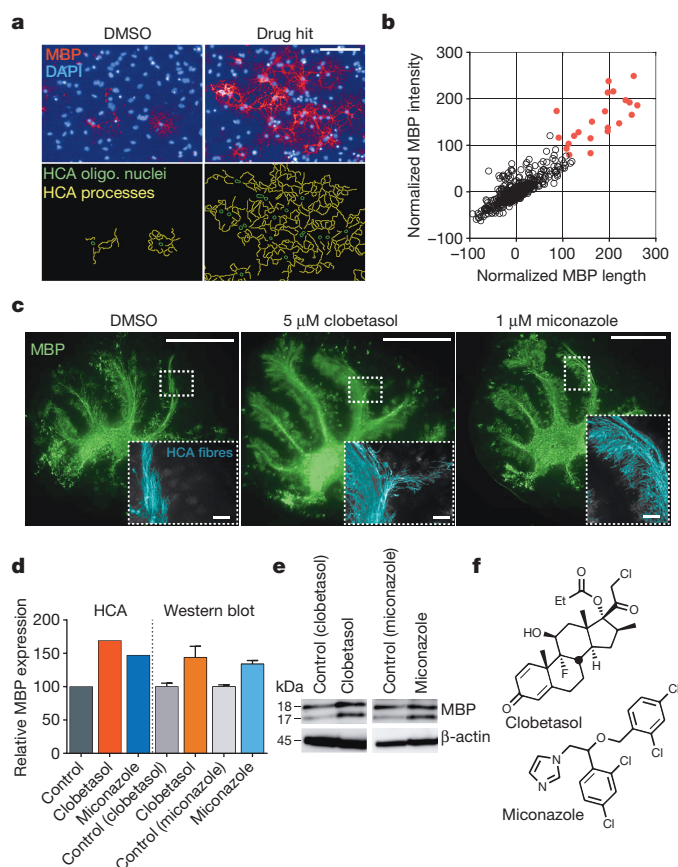 a
DMSO
Drug hit
MBP
DAPI
HCA oligo. nuclei
HCA processes
b
Normalized MBP intensity
300
200
100
0
−100
−100
0
100
200
300
Normalized MBP length
c
DMSO
5 μM clobetasol
1 μM miconazole
MBP
HCA fibres
d
Relative MBP expression
HCA
Western blot
200
150
100
50
0
Control
Clobetasol
Miconazole
Control (clobetasol)
Clobetasol
Control (miconazole)
Miconazole
e
Control (clobetasol)
Clobetasol
Control (miconazole)
Miconazole
kDa
18
17
45
MBP
β-actin
f
O
Cl
Et
O
O
HO
F
H
O
Clobetasol
Cl
O
Cl
N
Cl
N
Cl
Miconazole